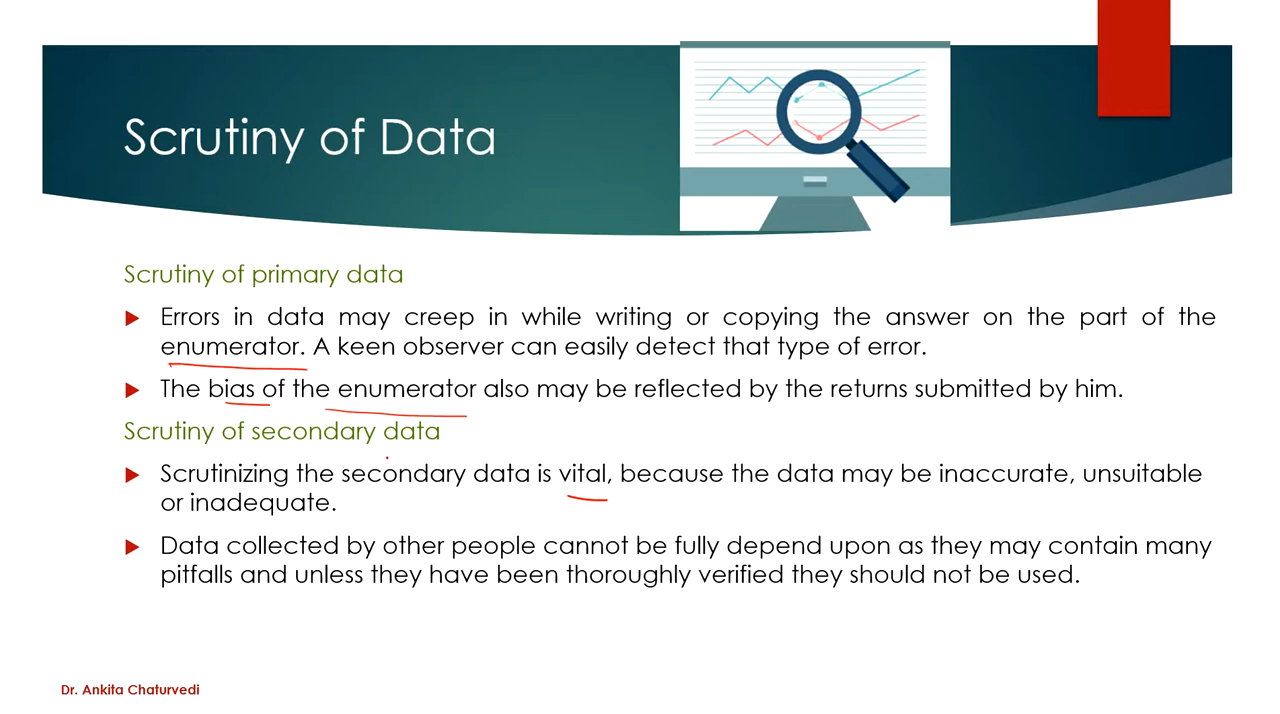 Scrutiny of Data
Scrutiny of primary data
Errors in data may creep in while writing or copying the answer on the part of the
enumerator. A keen observer can easily detect that type of error.
The bias of the enumerator also may be reflected by the returns submitted by him.
Scrutiny of secondary data
Scrutinizing the secondary data is vital, because the data may be inaccurate, unsuitable
or inadequate.
Data collected by other people cannot be fully depend upon as they may contain many
pitfalls and unless they have been thoroughly verified they should not be used.
Dr. Ankita Chaturvedi